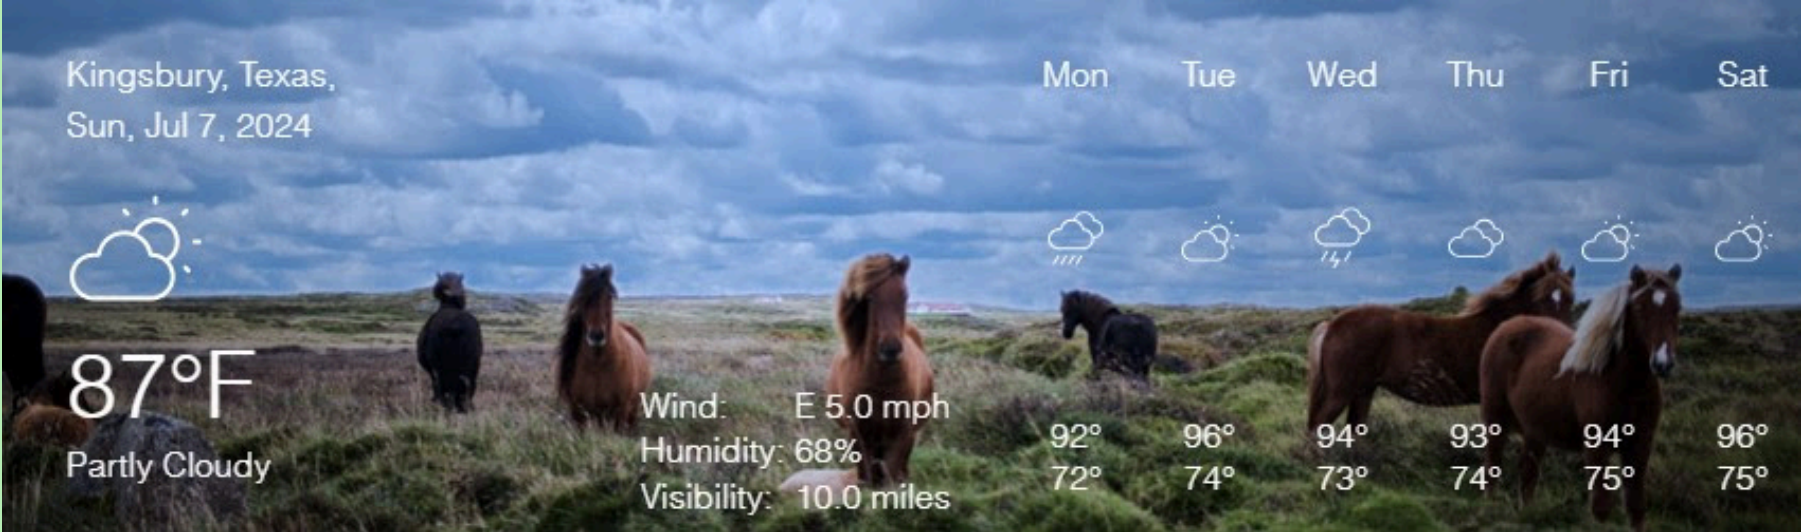 Kingsbury, Texas,
Sun, Jul 7, 2024
87°F
Partly Cloudy
Wind: E 5.0 mph
Humidity: 68%
Visibility: 10.0 miles
Mon Tue Wed Thu Fri Sat
92° 96° 94° 93° 94° 96°
72° 74° 73° 74° 75° 75°